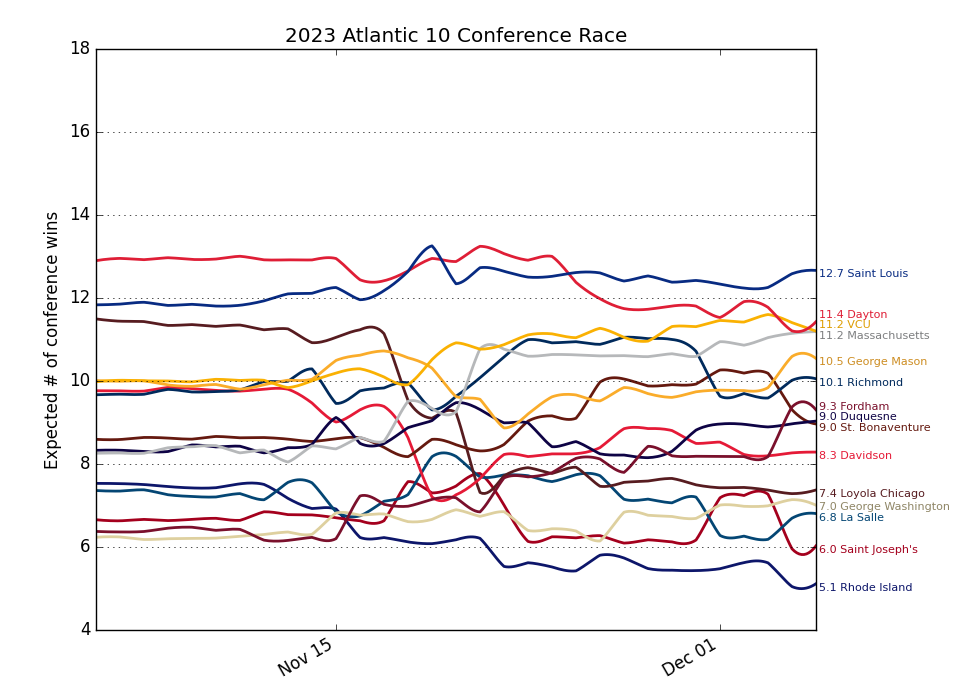 2023 Atlantic 10 Conference Race
Expected # of conference wins
18
16
14
12
10
8
6
4
Nov 15
Dec 01
12.7 Saint Louis
11.4 Dayton
11.2 VCU
11.2 Massachusetts
10.5 George Mason
10.1 Richmond
9.3 Fordham
9.0 Duquesne
9.0 St. Bonaventure
8.3 Davidson
7.4 Loyola Chicago
7.0 George Washington
6.8 La Salle
6.0 Saint Joseph's
5.1 Rhode Island